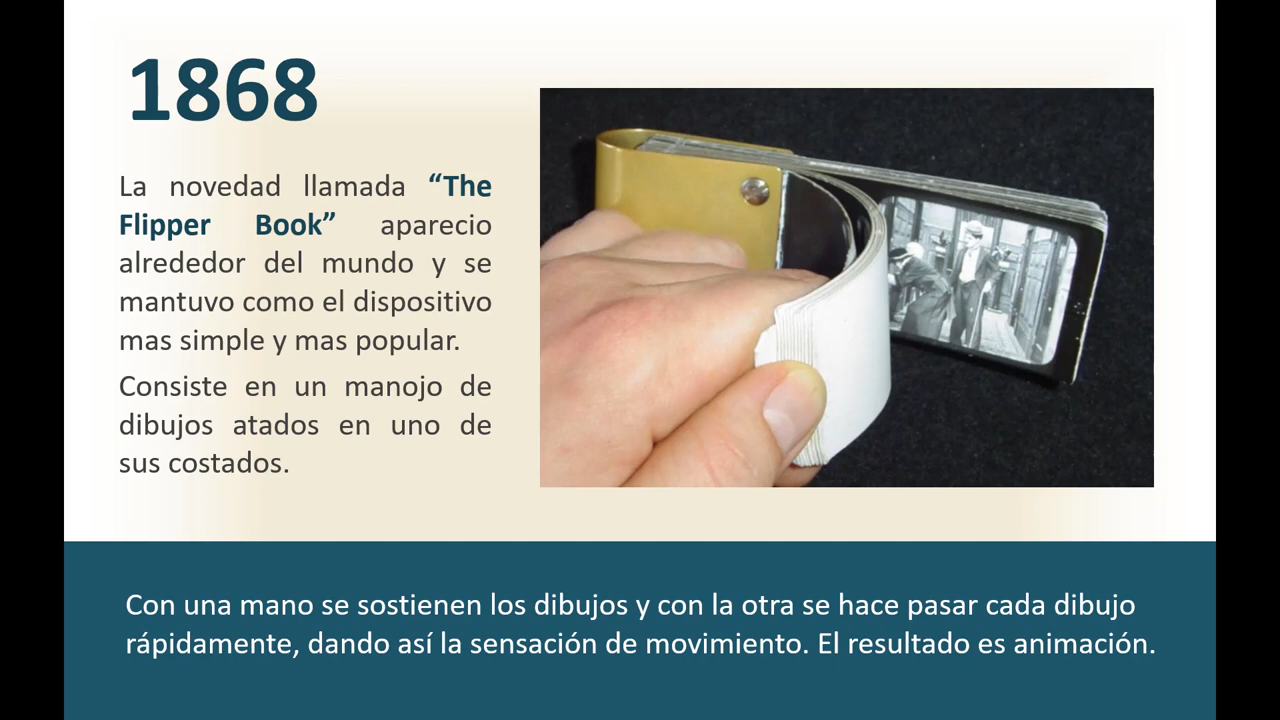 1868
La novedad llamada “The
Flipper Book” aparecio
alrededor del mundo y se
mantuvo como el dispositivo
mas simple y mas popular.
Consiste en un manojo de
dibujos atados en uno de
sus costados.
Con una mano se sostienen los dibujos y con la otra se hace pasar cada dibujo
rápidamente, dando así la sensación de movimiento. El resultado es animación.